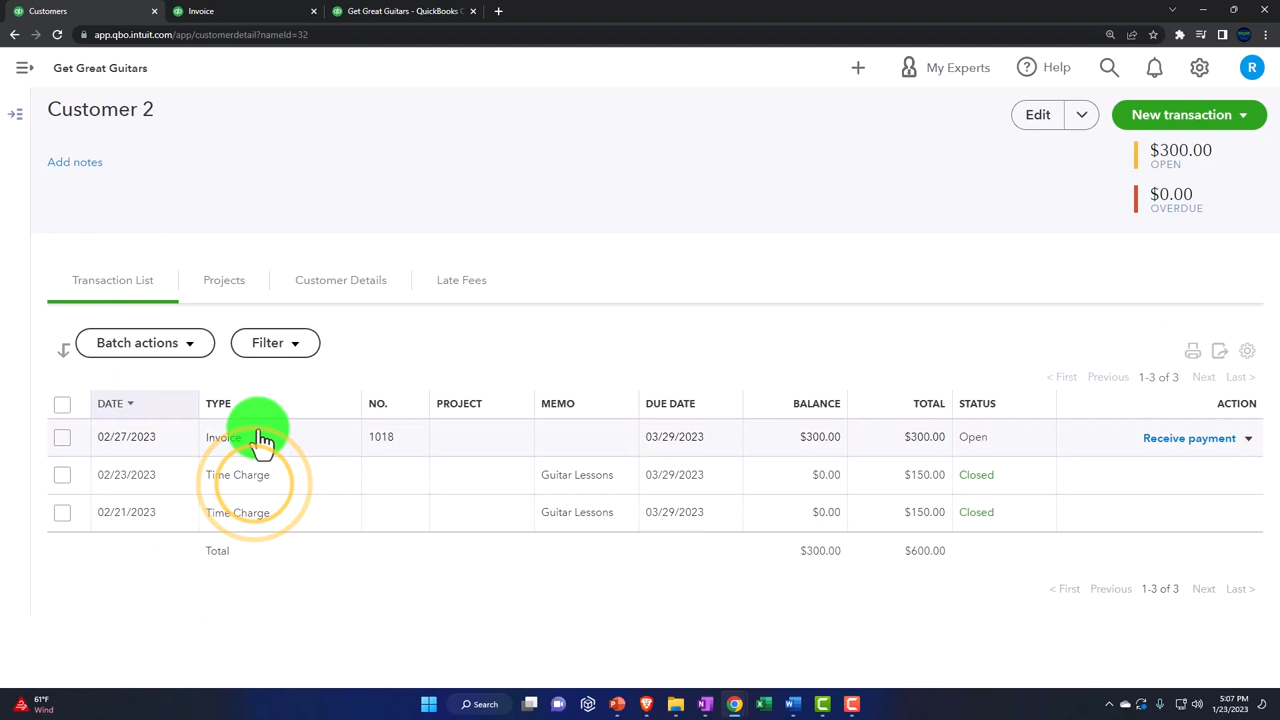 Customers
Invoice
Get Great Guitars - QuickBooks C
app.qbo.intuit.com/app/customerdetail?nameId=32
Get Great Guitars
My Experts
Help
R
Customer 2
Edit
New transaction
Add notes
$300.00
OPEN
$0.00
OVERDUE
Transaction List
Projects
Customer Details
Late Fees
Batch actions
Filter
< First Previous 1-3 of 3 Next Last >
DATE TYPE NO. PROJECT MEMO DUE DATE BALANCE TOTAL STATUS ACTION
02/27/2023 Invoice 1018 03/29/2023 $300.00 $300.00 Open Receive payment
02/23/2023 Time Charge Guitar Lessons 03/29/2023 $0.00 $150.00 Closed
02/21/2023 Time Charge Guitar Lessons 03/29/2023 $0.00 $150.00 Closed
Total $300.00 $600.00
< First Previous 1-3 of 3 Next Last >
61°F
Wind
Search
5:07 PM
1/23/2023